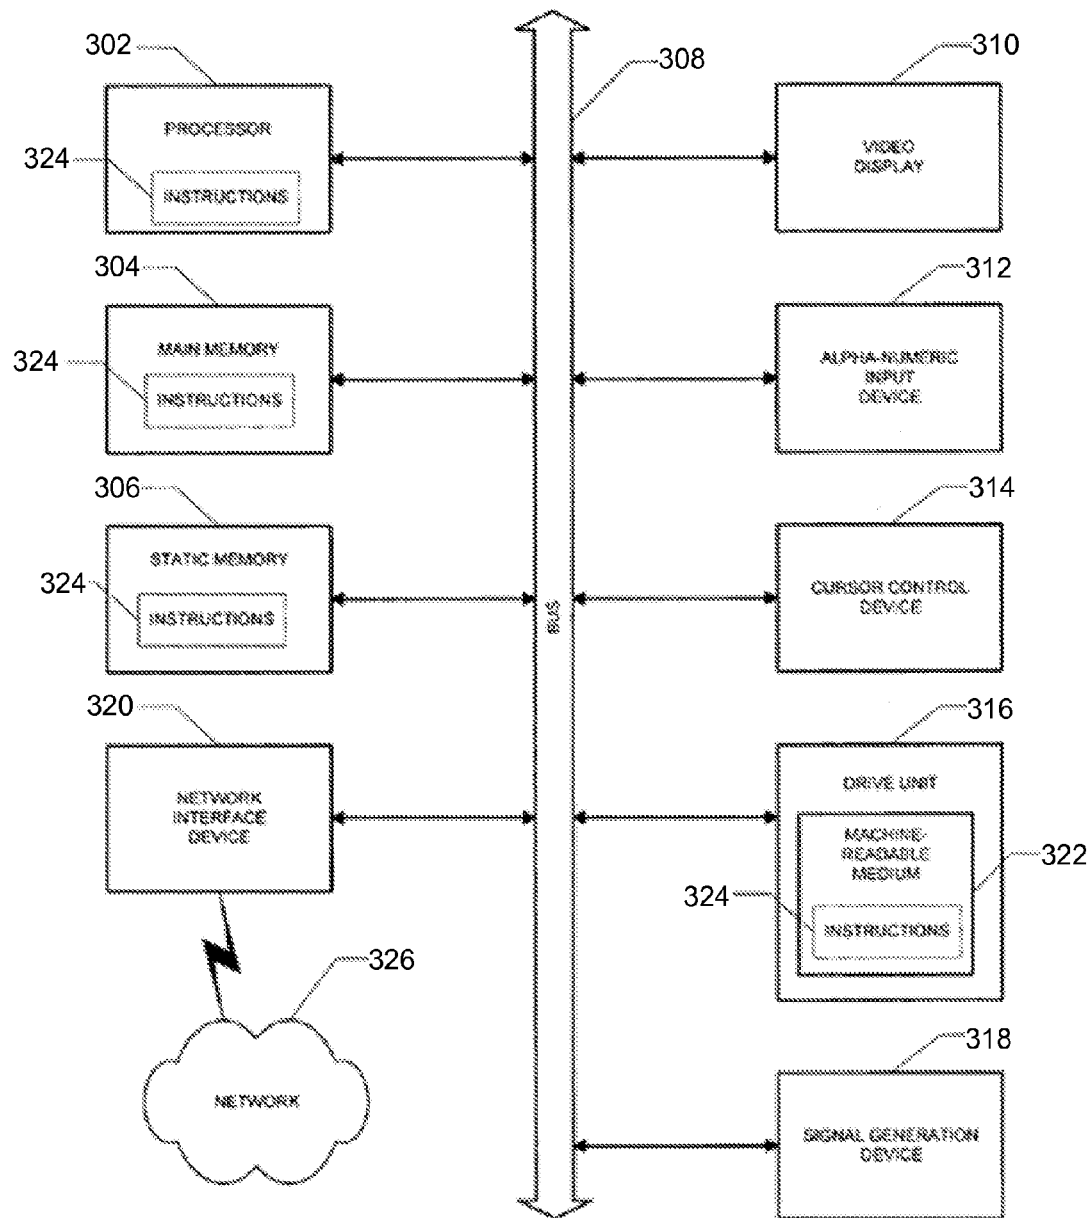 302
PROCESSOR
324
INSTRUCTIONS
304
MAIN MEMORY
324
INSTRUCTIONS
306
STATIC MEMORY
324
INSTRUCTIONS
320
NETWORK
INTERFACE
DEVICE
326
NETWORK
308
BUS
310
VIDEO
DISPLAY
312
ALPHA-NUMERIC
INPUT
DEVICE
314
CURSOR CONTROL
DEVICE
316
DRIVE UNIT
MACHINE-
READABLE
MEDIUM
322
324
INSTRUCTIONS
318
SIGNAL GENERATION
DEVICE